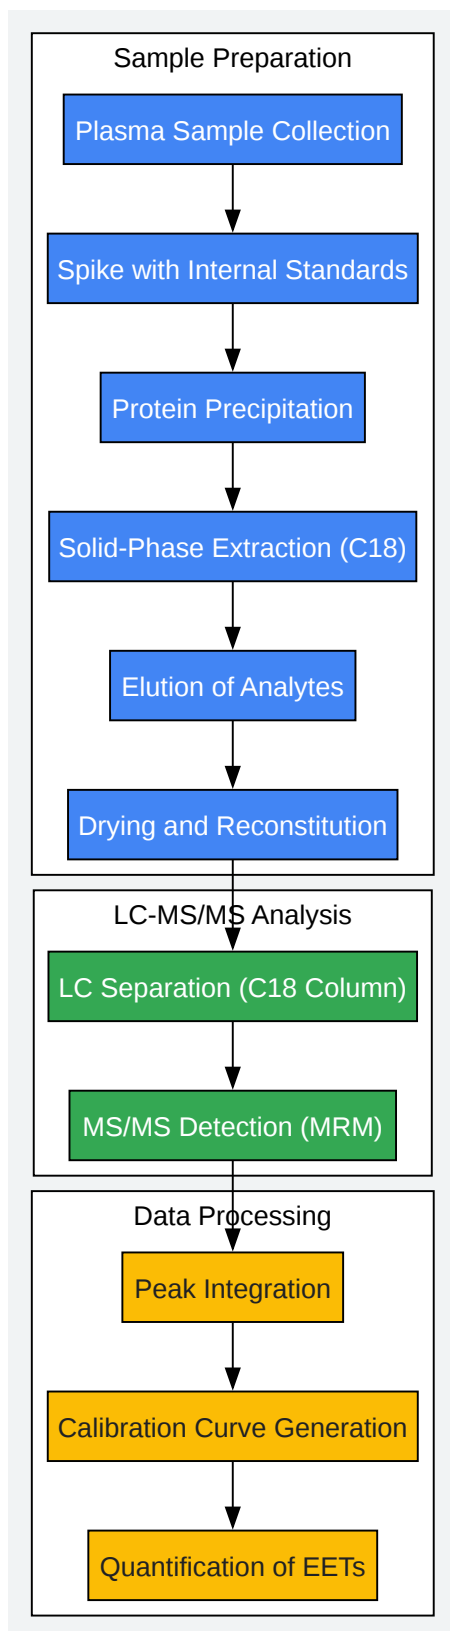 Sample Preparation
Plasma Sample Collection
Spike with Internal Standards
Protein Precipitation
Solid-Phase Extraction (C18)
Elution of Analytes
Drying and Reconstitution
LC-MS/MS Analysis
LC Separation (C18 Column)
MS/MS Detection (MRM)
Data Processing
Peak Integration
Calibration Curve Generation
Quantification of EETs